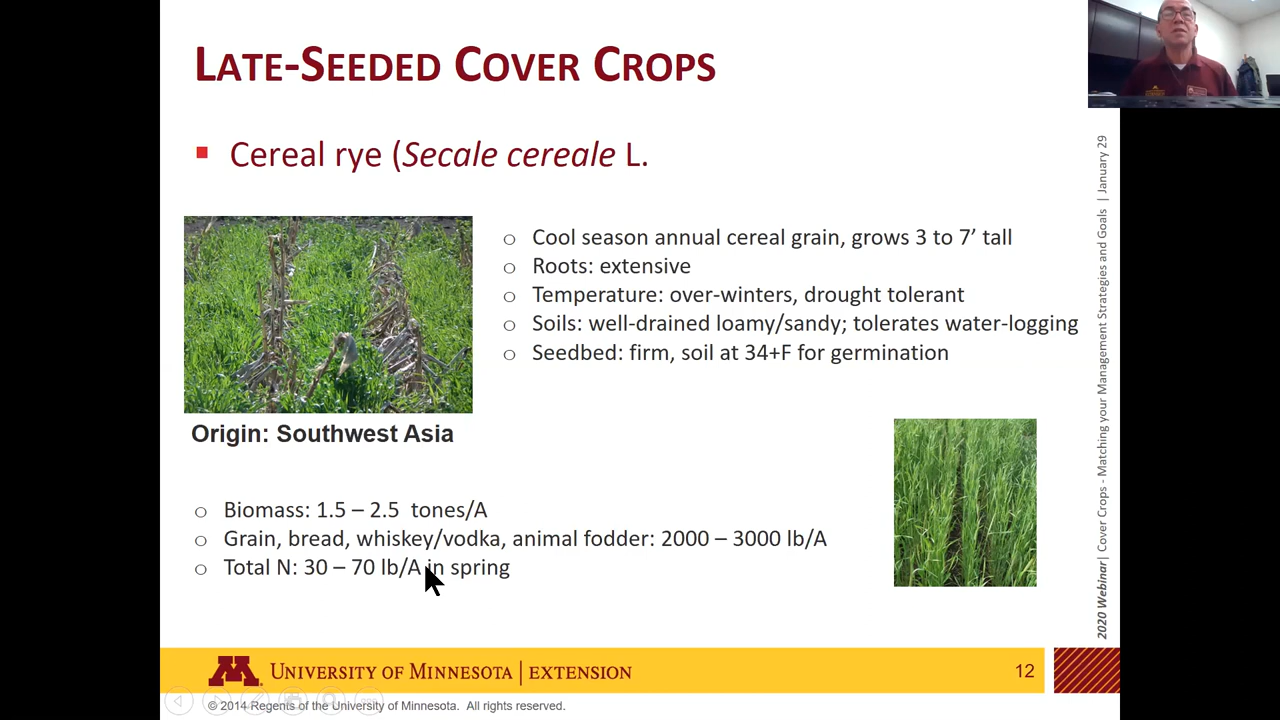 LATE-SEEDED COVER CROPS
Cereal rye (Secale cereale L.
Cool season annual cereal grain, grows 3 to 7’ tall
Roots: extensive
Temperature: over-winters, drought tolerant
Soils: well-drained loamy/sandy; tolerates water-logging
Seedbed: firm, soil at 34+F for germination
Origin: Southwest Asia
Biomass: 1.5 – 2.5 tones/A
Grain, bread, whiskey/vodka, animal fodder: 2000 – 3000 lb/A
Total N: 30 – 70 lb/A in spring
2020 Webinar| Cover Crops - Matching your Management Strategies and Goals | January 29
UNIVERSITY OF MINNESOTA | EXTENSION
12
© 2014 Regents of the University of Minnesota. All rights reserved.